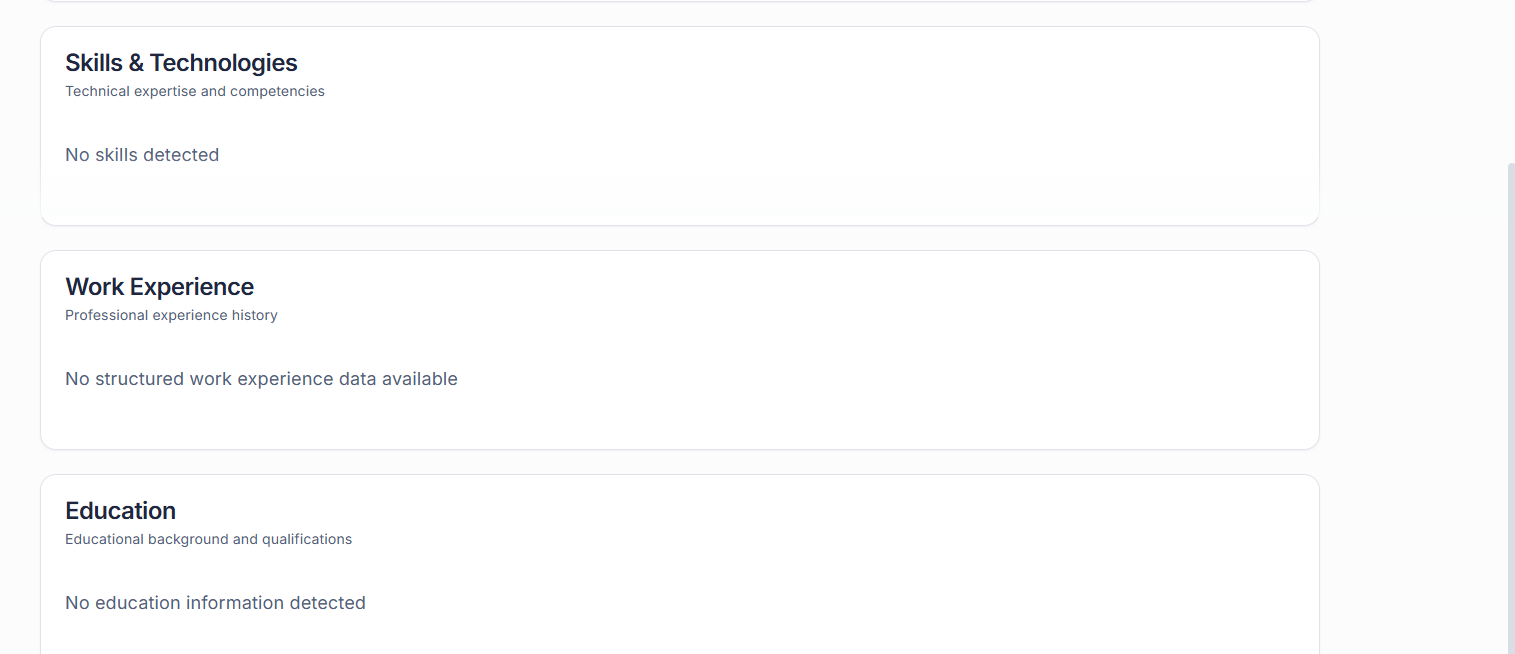 Skills & Technologies
Technical expertise and competencies
No skills detected
Work Experience
Professional experience history
No structured work experience data available
Education
Educational background and qualifications
No education information detected